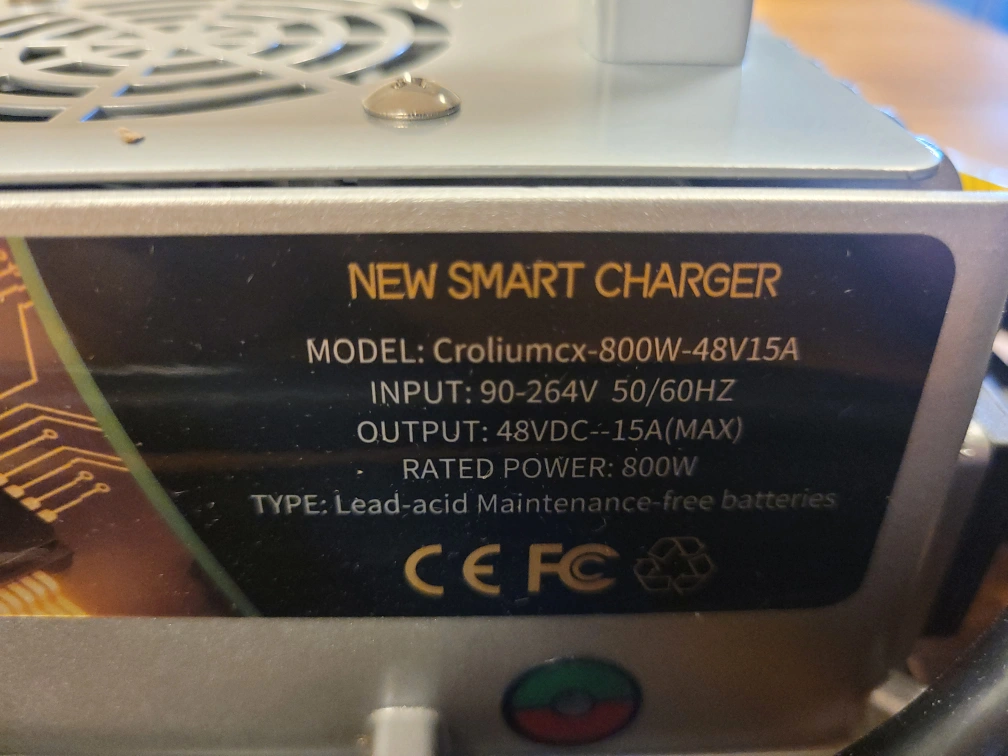 NEW SMART CHARGER
MODEL: Croliumcx-800W-48V15A
INPUT: 90-264V 50/60HZ
OUTPUT: 48VDC--15A(MAX)
RATED POWER: 800W
TYPE: Lead-acid Maintenance-free batteries
CE FC